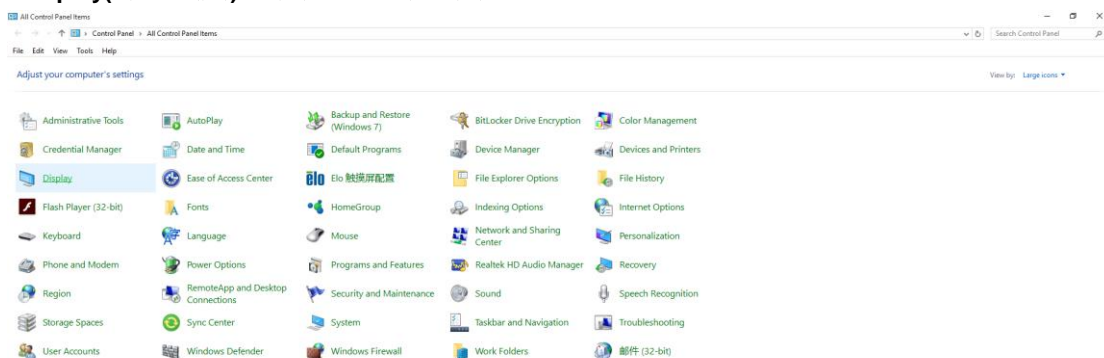 All Control Panel Items
Control Panel > All Control Panel Items
Search Control Panel
File Edit View Tools Help
Adjust your computer's settings
View by: Large icons
Administrative Tools
AutoPlay
Backup and Restore
(Windows 7)
BitLocker Drive Encryption
Color Management
Credential Manager
Date and Time
Default Programs
Device Manager
Devices and Printers
Display
Ease of Access Center
elo
Elo 触摸屏配置
File Explorer Options
File History
Flash Player (32-bit)
Fonts
HomeGroup
Indexing Options
Internet Options
Keyboard
Language
Mouse
Network and Sharing
Center
Personalization
Phone and Modem
Power Options
Programs and Features
Realtek HD Audio Manager
Recovery
Region
RemoteApp and Desktop
Connections
Security and Maintenance
Sound
Speech Recognition
Storage Spaces
Sync Center
System
Taskbar and Navigation
Troubleshooting
User Accounts
Windows Defender
Windows Firewall
Work Folders
邮件 (32-bit)